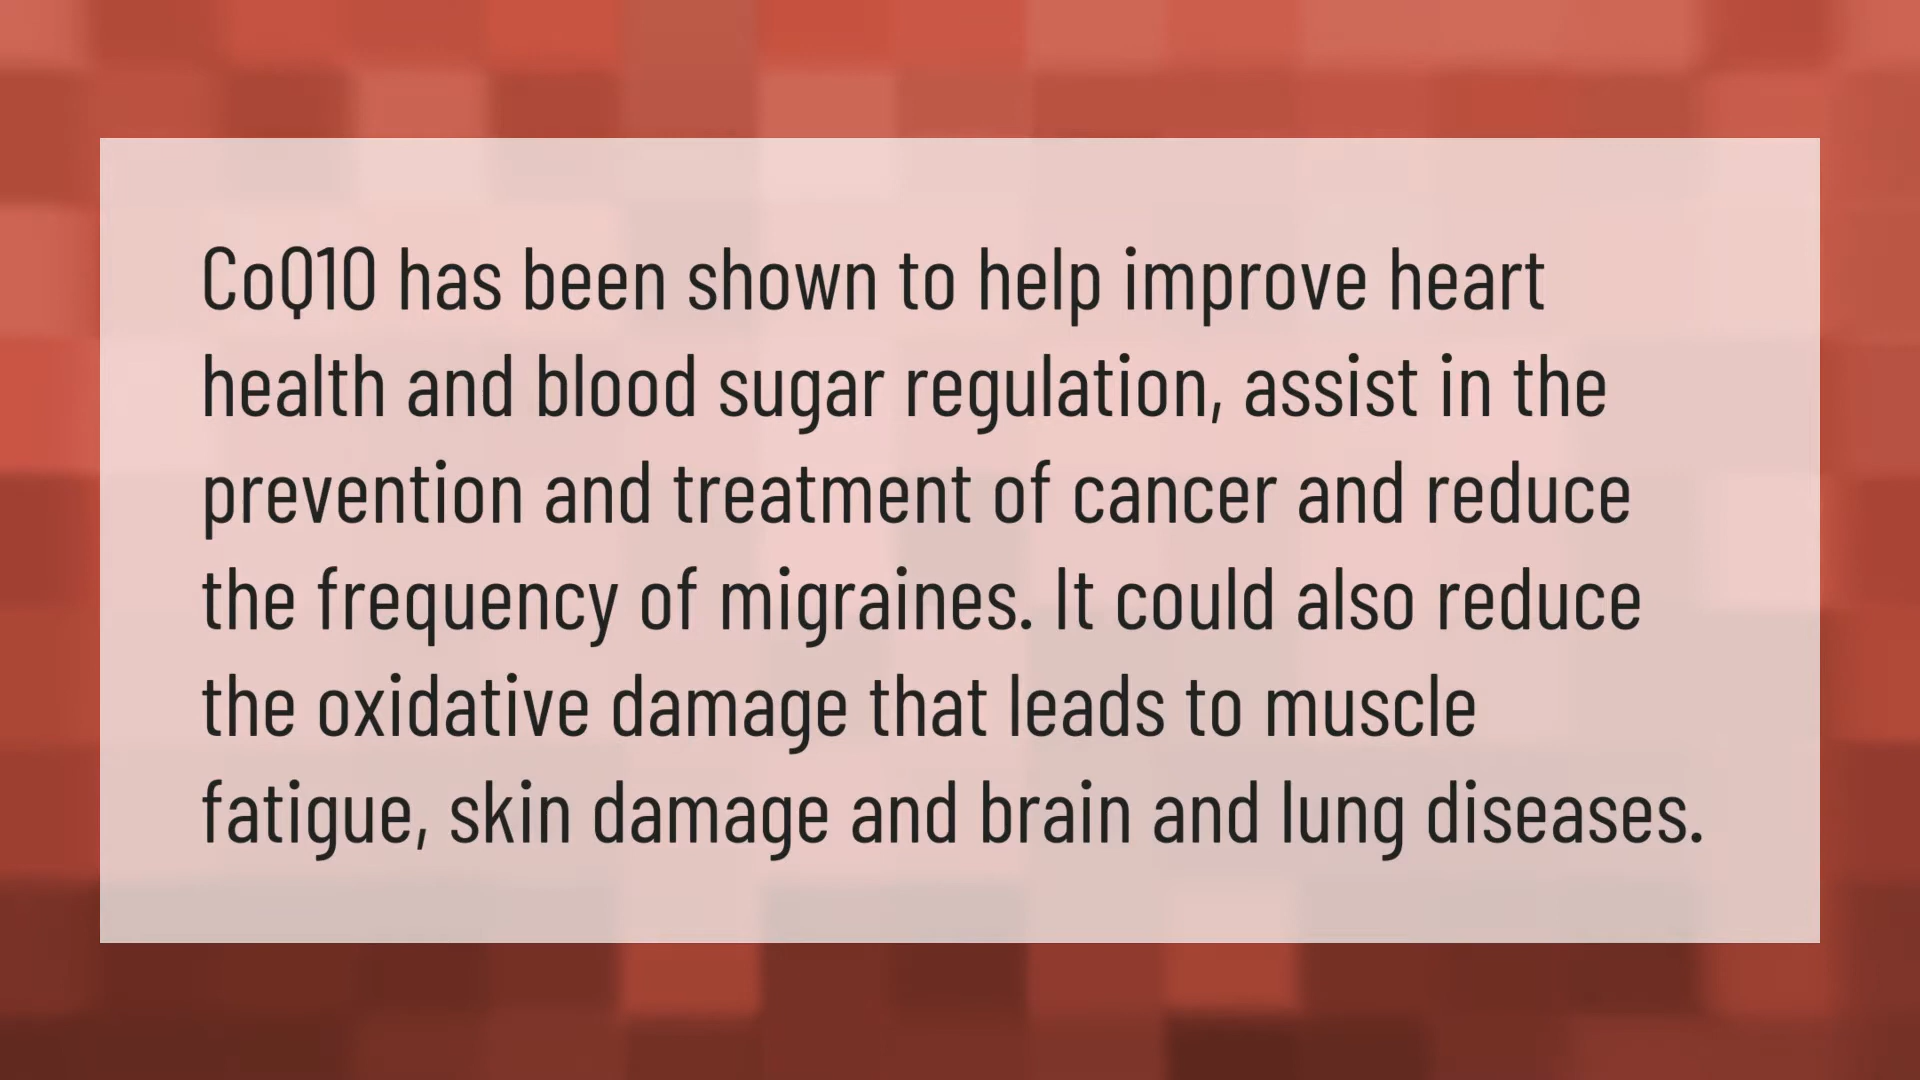 CoQ10 has been shown to help improve heart
health and blood sugar regulation, assist in the
prevention and treatment of cancer and reduce
the frequency of migraines. It could also reduce
the oxidative damage that leads to muscle
fatigue, skin damage and brain and lung diseases.